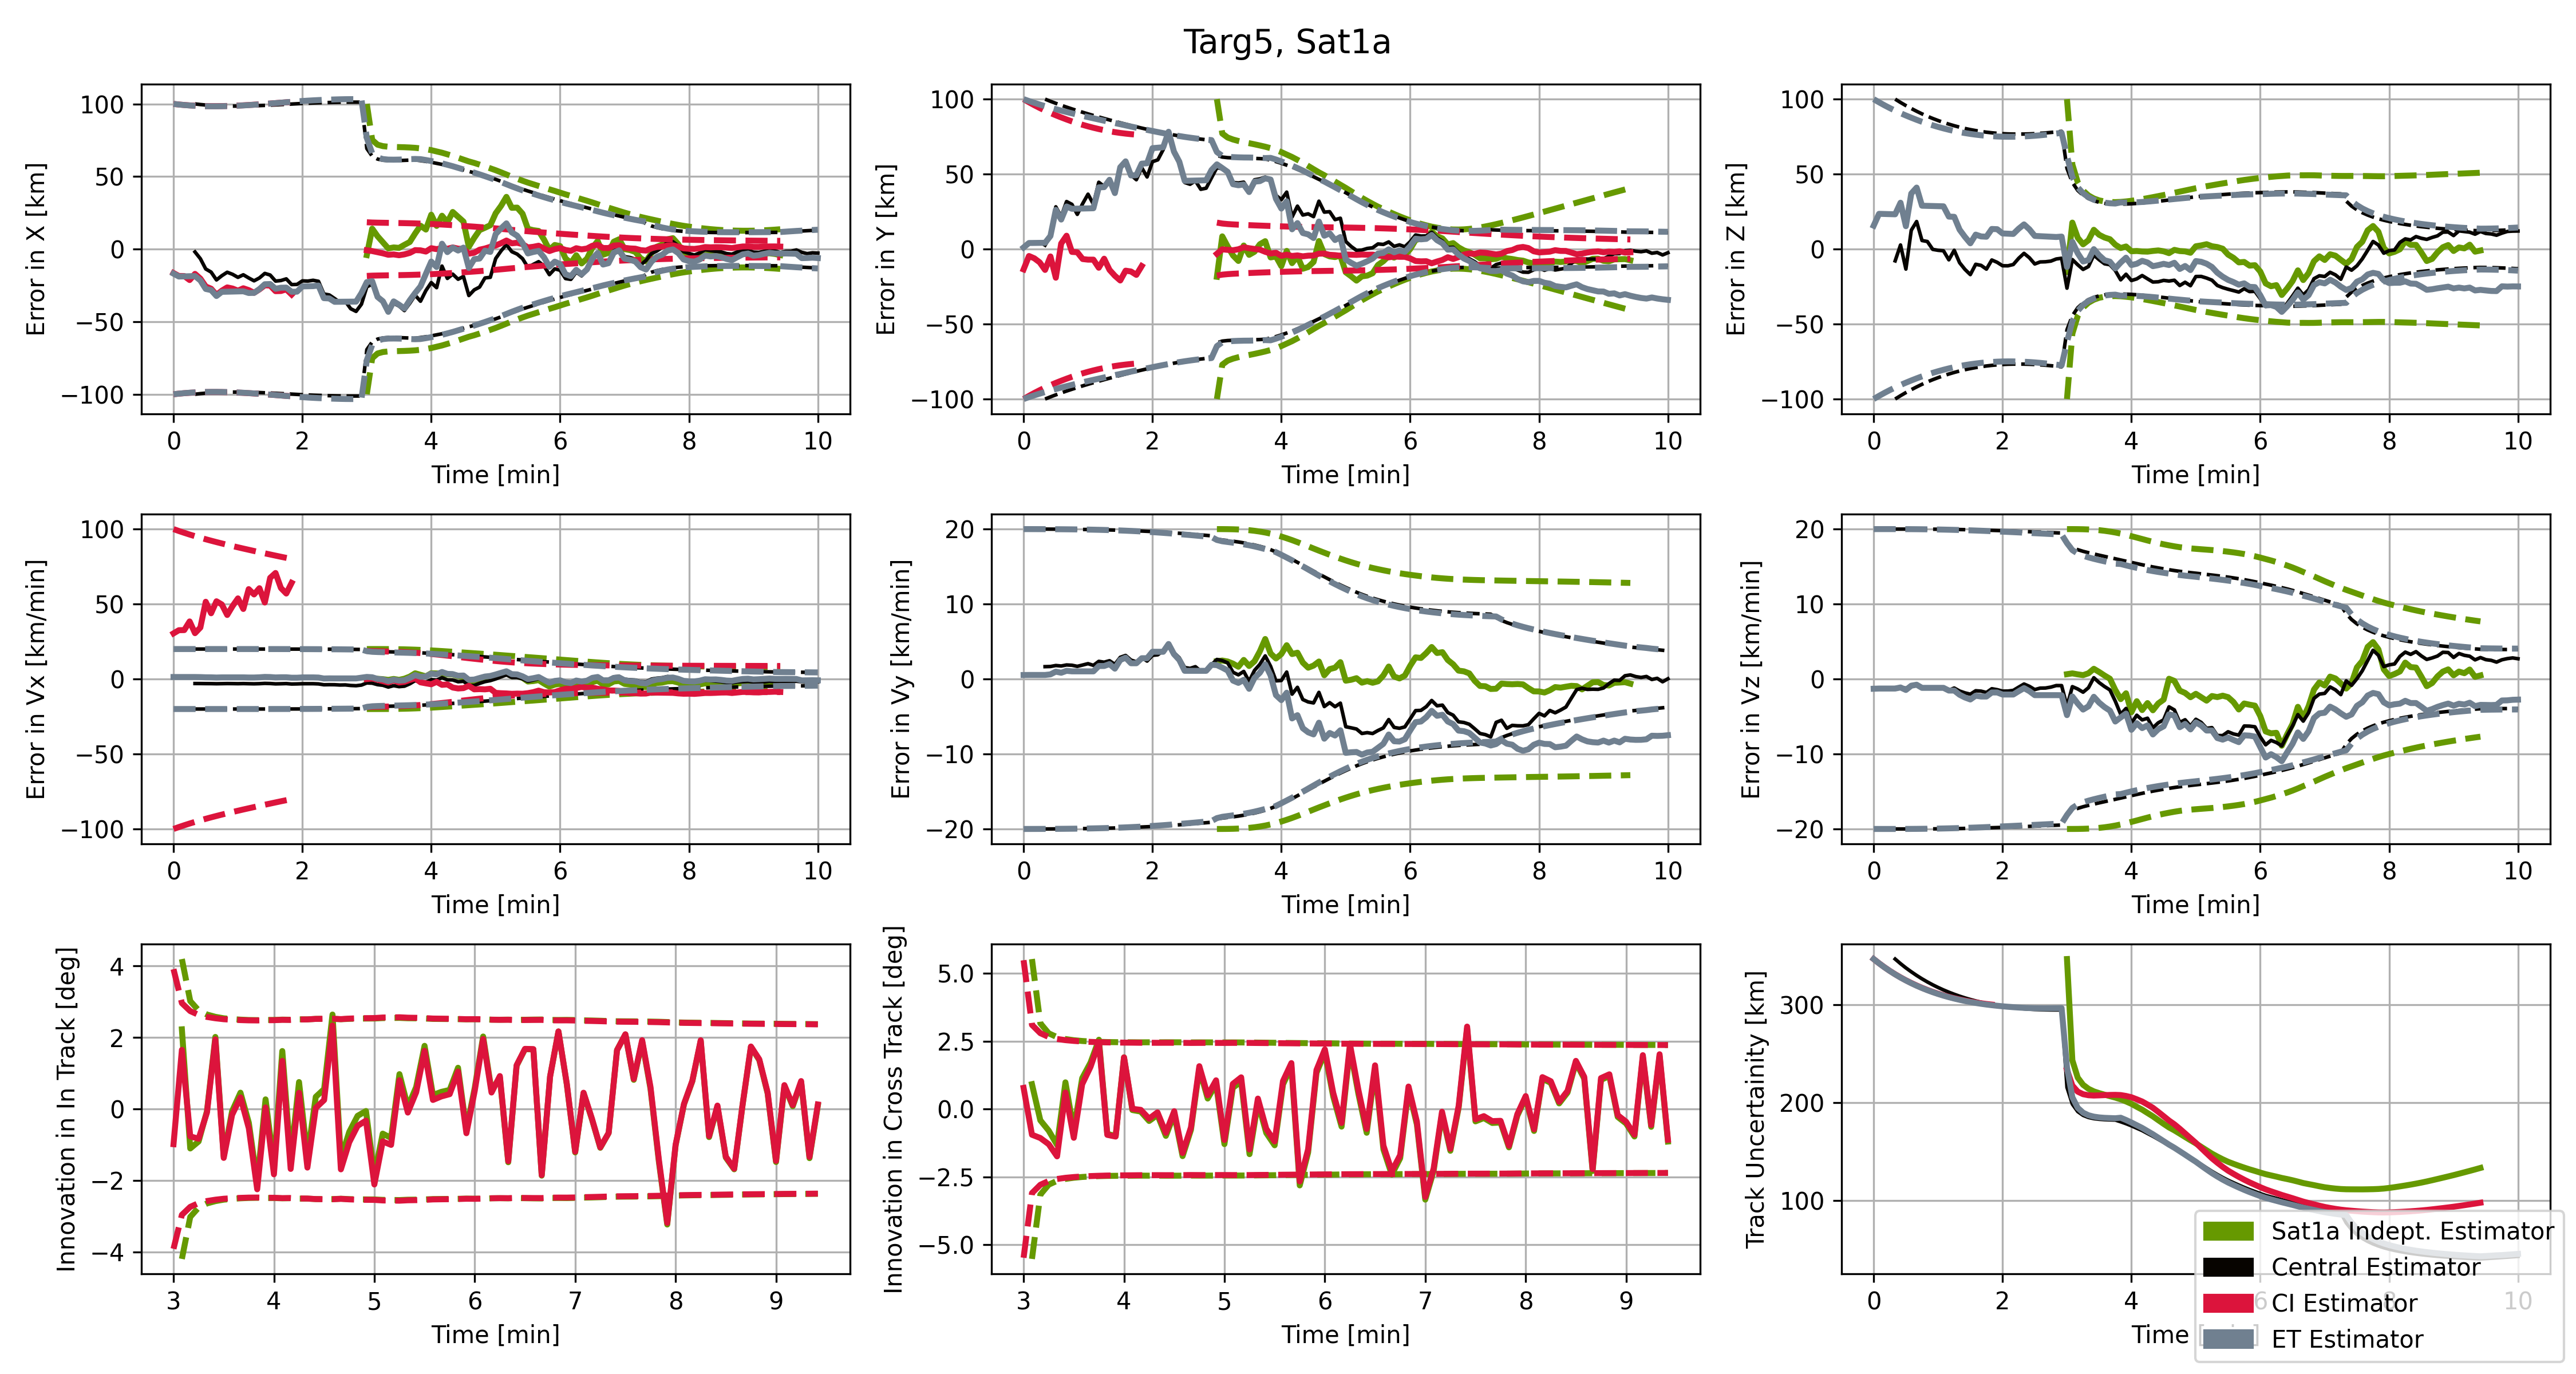 Targ5, Sat1a
Error in X [km]
100
50
0
−50
−100
0 2 4 6 8 10
Time [min]
Error in Y [km]
100
50
0
−50
−100
0 2 4 6 8 10
Time [min]
Error in Z [km]
100
50
0
−50
−100
0 2 4 6 8 10
Time [min]
Error in Vx [km/min]
100
50
0
−50
−100
0 2 4 6 8 10
Time [min]
Error in Vy [km/min]
20
10
0
−10
−20
0 2 4 6 8 10
Time [min]
Error in Vz [km/min]
20
10
0
−10
−20
0 2 4 6 8 10
Time [min]
Innovation in In Track [deg]
4
2
0
−2
−4
3 4 5 6 7 8 9
Time [min]
Innovation in Cross Track [deg]
5.0
2.5
0.0
−2.5
−5.0
3 4 5 6 7 8 9
Time [min]
Track Uncertainity [km]
300
200
100
0 2 4 6 8 10
Time
Sat1a Indept. Estimator
Central Estimator
CI Estimator
ET Estimator